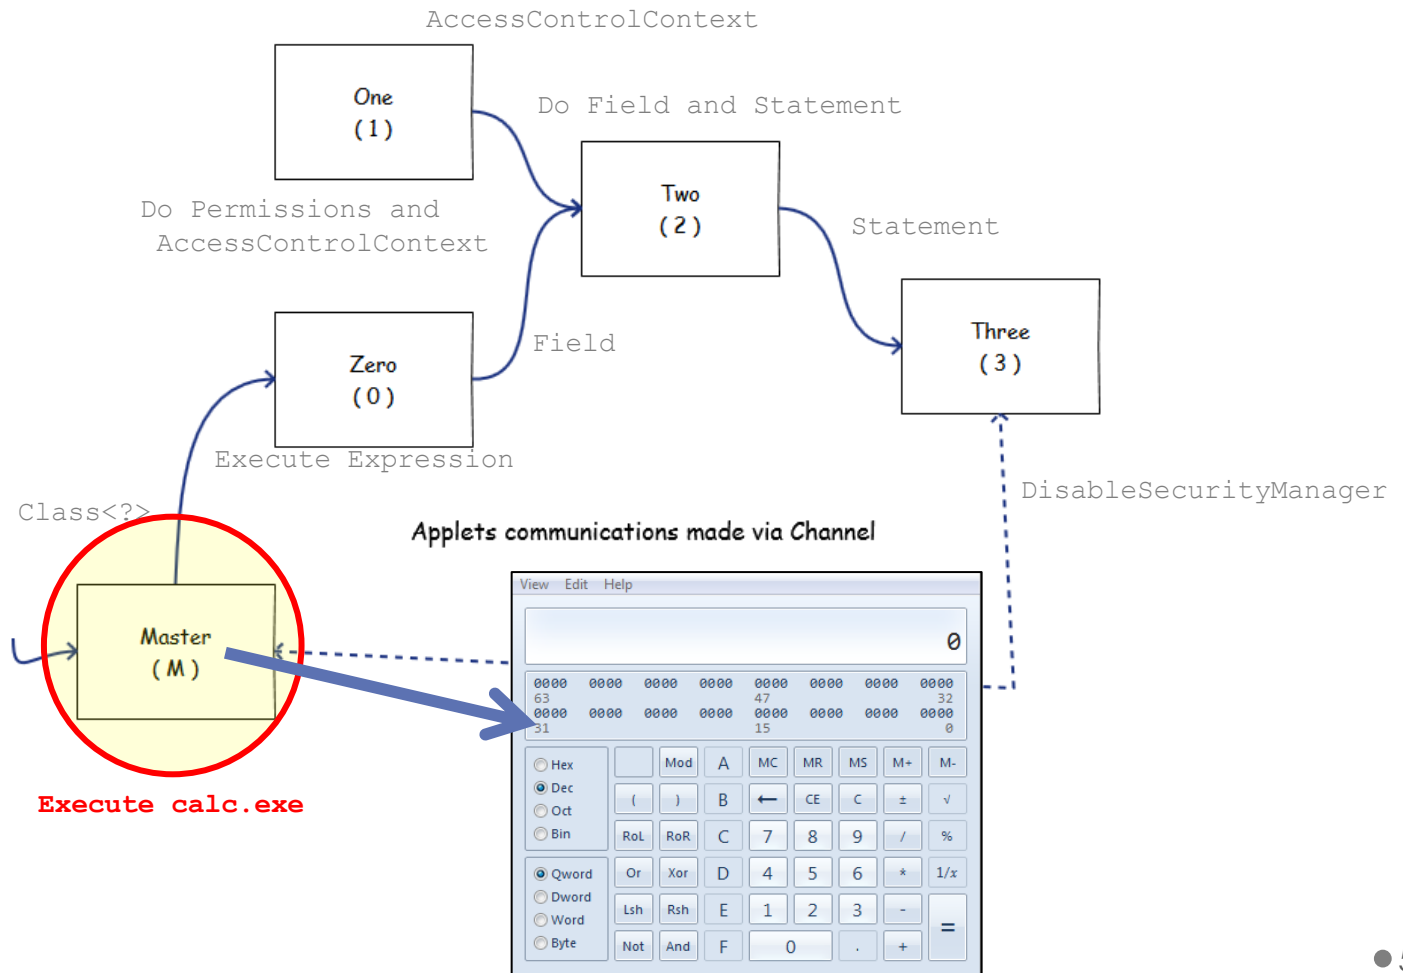 AccessControlContext
One
(1)
Do Field and Statement
Two
(2)
Do Permissions and
AccessControlContext
Statement
Field
Three
(3)
Zero
(0)
Execute Expression
DisableSecurityManager
Class<?>
Applets communications made via Channel
Master
(M)
Execute calc.exe
View Edit Help
0
0000 0000 0000 0000 0000 0000 0000 0000
63 47 32
0000 0000 0000 0000 0000 0000 0000 0000
31 15 0
Hex Mod A MC MR MS M+ M-
Dec
Oct
( ) B ← CE C ± √
Bin RoL RoR C 7 8 9 / %
Qword Or Xor D 4 5 6 * 1/x
Dword
Word
Lsh Rsh E 1 2 3 - =
Byte Not And F 0 . +